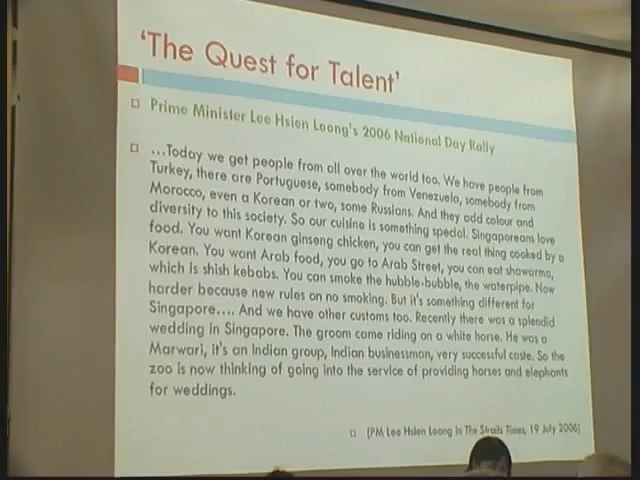 ‘The Quest for Talent’
Prime Minister Lee Hsien Loong's 2006 National Day Rally
…Today we get people from all over the world too. We have people from
Turkey, there are Portuguese, somebody from Venezuela, somebody from
Morocco, even a Korean or two, some Russians. And they add colour and
diversity to this society. So our cuisine is something special. Singaporeans love
food. You want Korean ginseng chicken, you can get the real thing cooked by a
Korean. You want Arab food, you go to Arab Street, you can eat shawarma,
which is shish kebabs. You can smoke the hubble-bubble, the waterpipe. Now
harder because new rules on no smoking. But it's something different for
Singapore…. And we have other customs too. Recently there was a splendid
wedding in Singapore. The groom came riding on a white horse. He was a
Marwari, it's an Indian group, Indian businessman, very successful caste. So the
zoo is now thinking of going into the service of providing horses and elephants
for weddings.
(PM Lee Hsien Loong in The Straits Times, 19 July 2006)